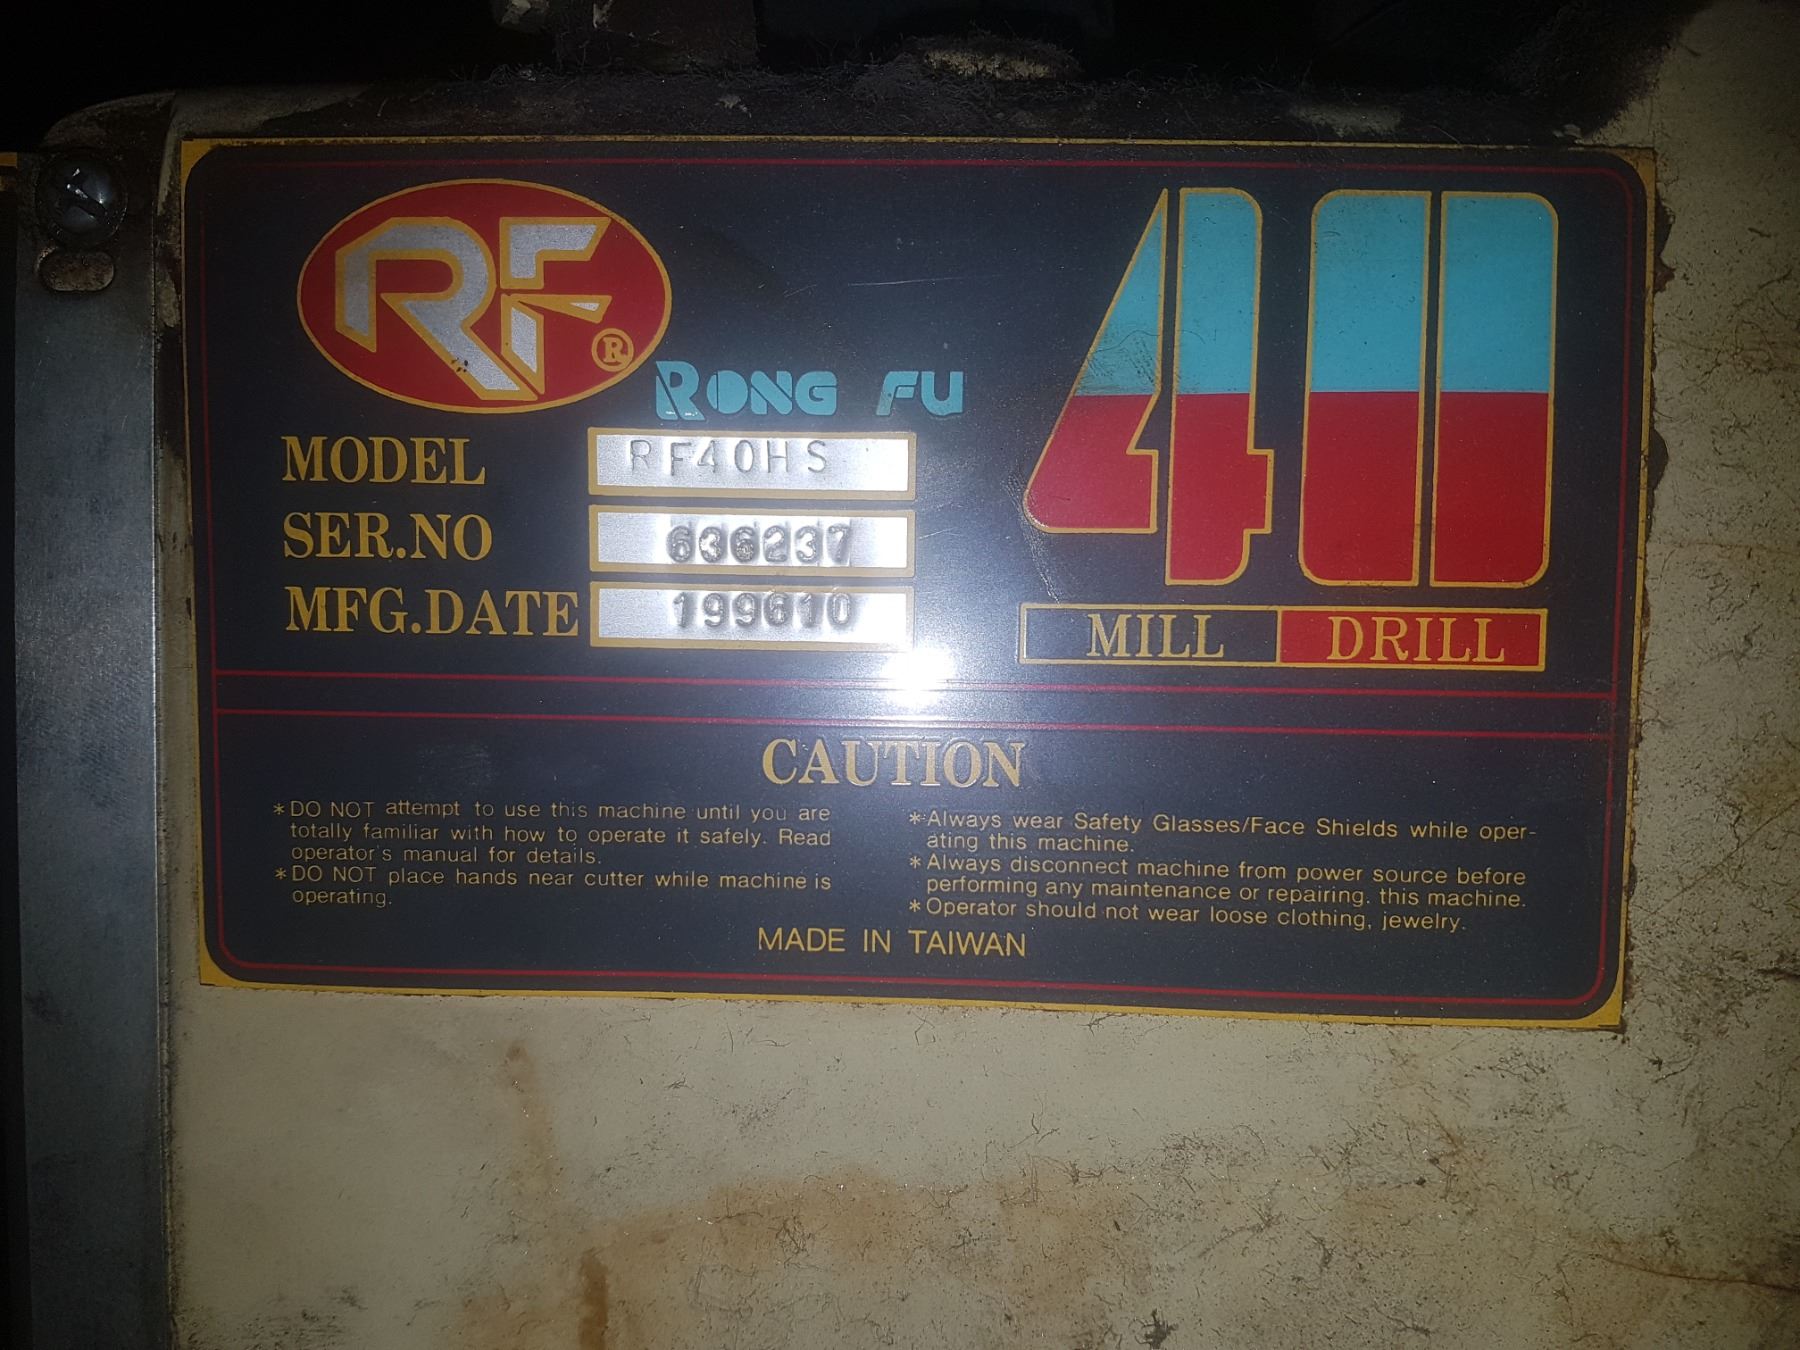 RF®
RONG FU
40
MODEL RF40HS
SER.NO 636237
MFG.DATE 199610
MILL DRILL
CAUTION
*DO NOT attempt to use this machine until you are
totally familiar with how to operate it safely. Read
operator's manual for details.
*DO NOT place hands near cutter while machine is
operating.
*Always wear Safety Glasses/Face Shields while oper-
ating this machine.
*Always disconnect machine from power source before
performing any maintenance or repairing. this machine.
*Operator should not wear loose clothing, jewelry.
MADE IN TAIWAN